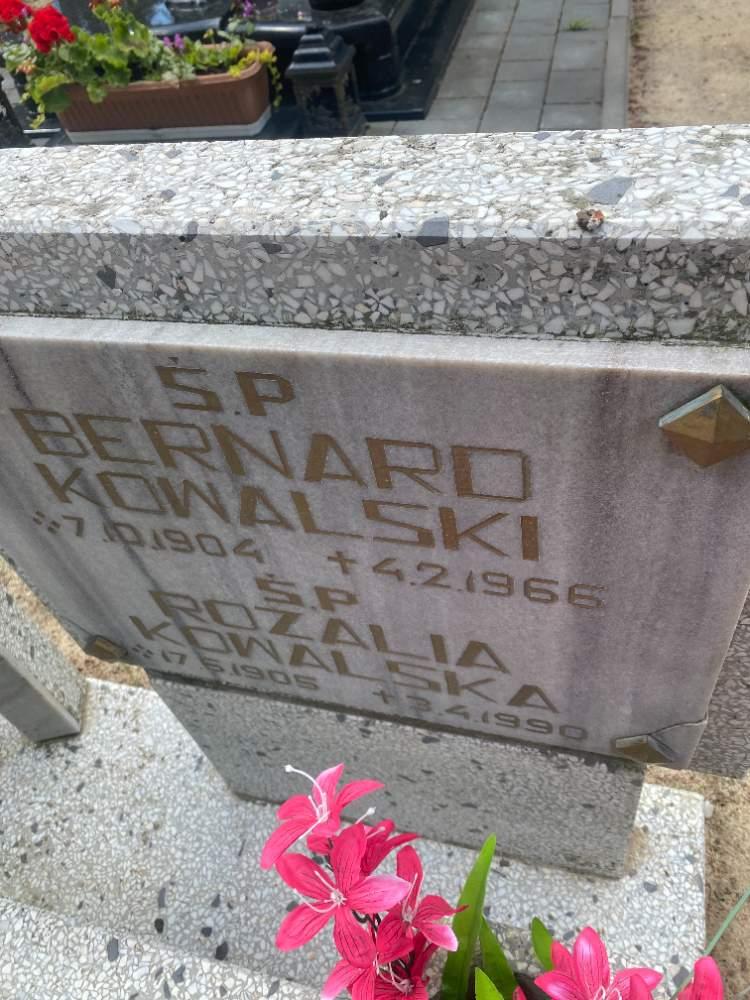 Ś.P
BERNARD
KOWALSKI
7.10.1904 +4.2.1966
Ś.P
ROZALIA
KOWALSKA
17.5.1905 +3.4.1990